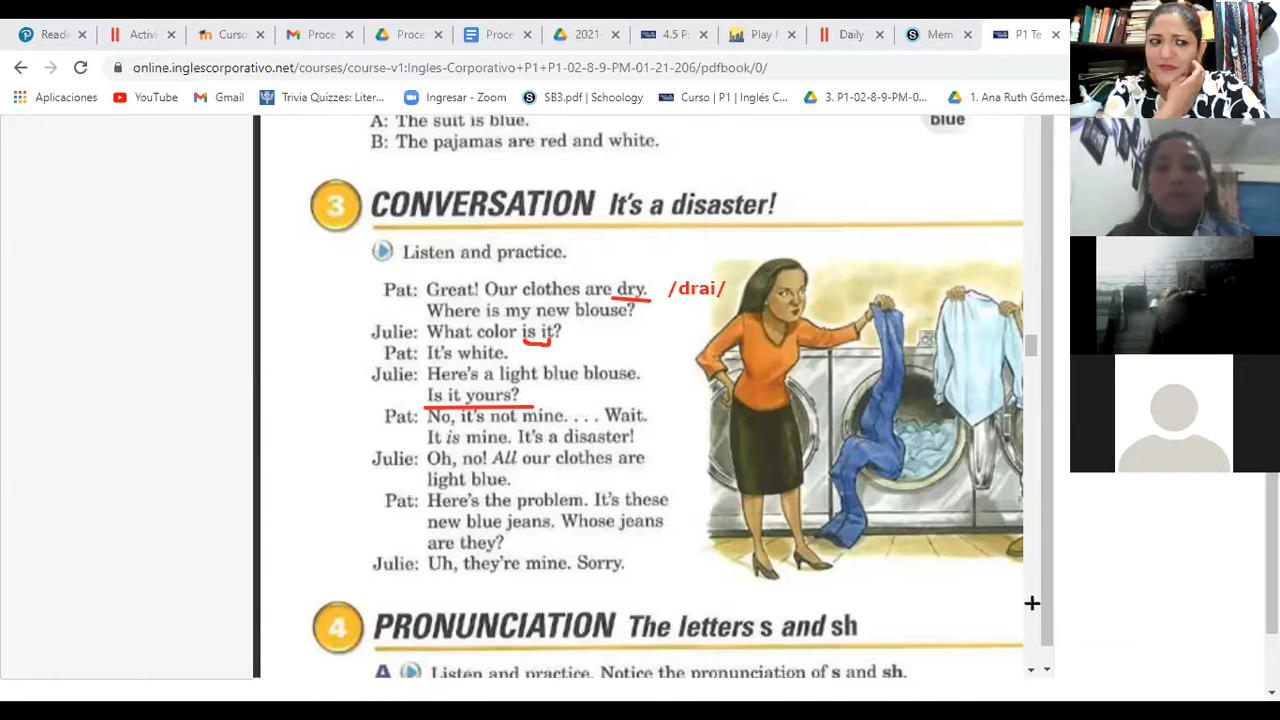 Readi
Activi
Curso
Proce
Proce
Proce
2021-
4.5 P
Play H
Daily
Mem
P1 Te
online.inglescorporativo.net/courses/course-v1:Ingles-Corporativo+P1+P1-02-8-9-PM-01-21-206/pdfbook/0/
Aplicaciones
YouTube
Gmail
Trivia Quizzes: Liter...
Ingresar - Zoom
SB3.pdf | Schoology
Curso | P1 | Inglés C...
3. P1-02-8-9-PM-0...
1. Ana Ruth Gómez...
A: The suit is blue.
B: The pajamas are red and white.
blue
3 CONVERSATION It's a disaster!
Listen and practice.
Pat: Great! Our clothes are dry. /drai/
Where is my new blouse?
Julie: What color is it?
Pat: It's white.
Julie: Here's a light blue blouse.
Is it yours?
Pat: No, it's not mine. . . . Wait.
It is mine. It's a disaster!
Julie: Oh, no! All our clothes are
light blue.
Pat: Here's the problem. It's these
new blue jeans. Whose jeans
are they?
Julie: Uh, they're mine. Sorry.
4 PRONUNCIATION The letters s and sh
A Listen and practice. Notice the pronunciation of s and sh.